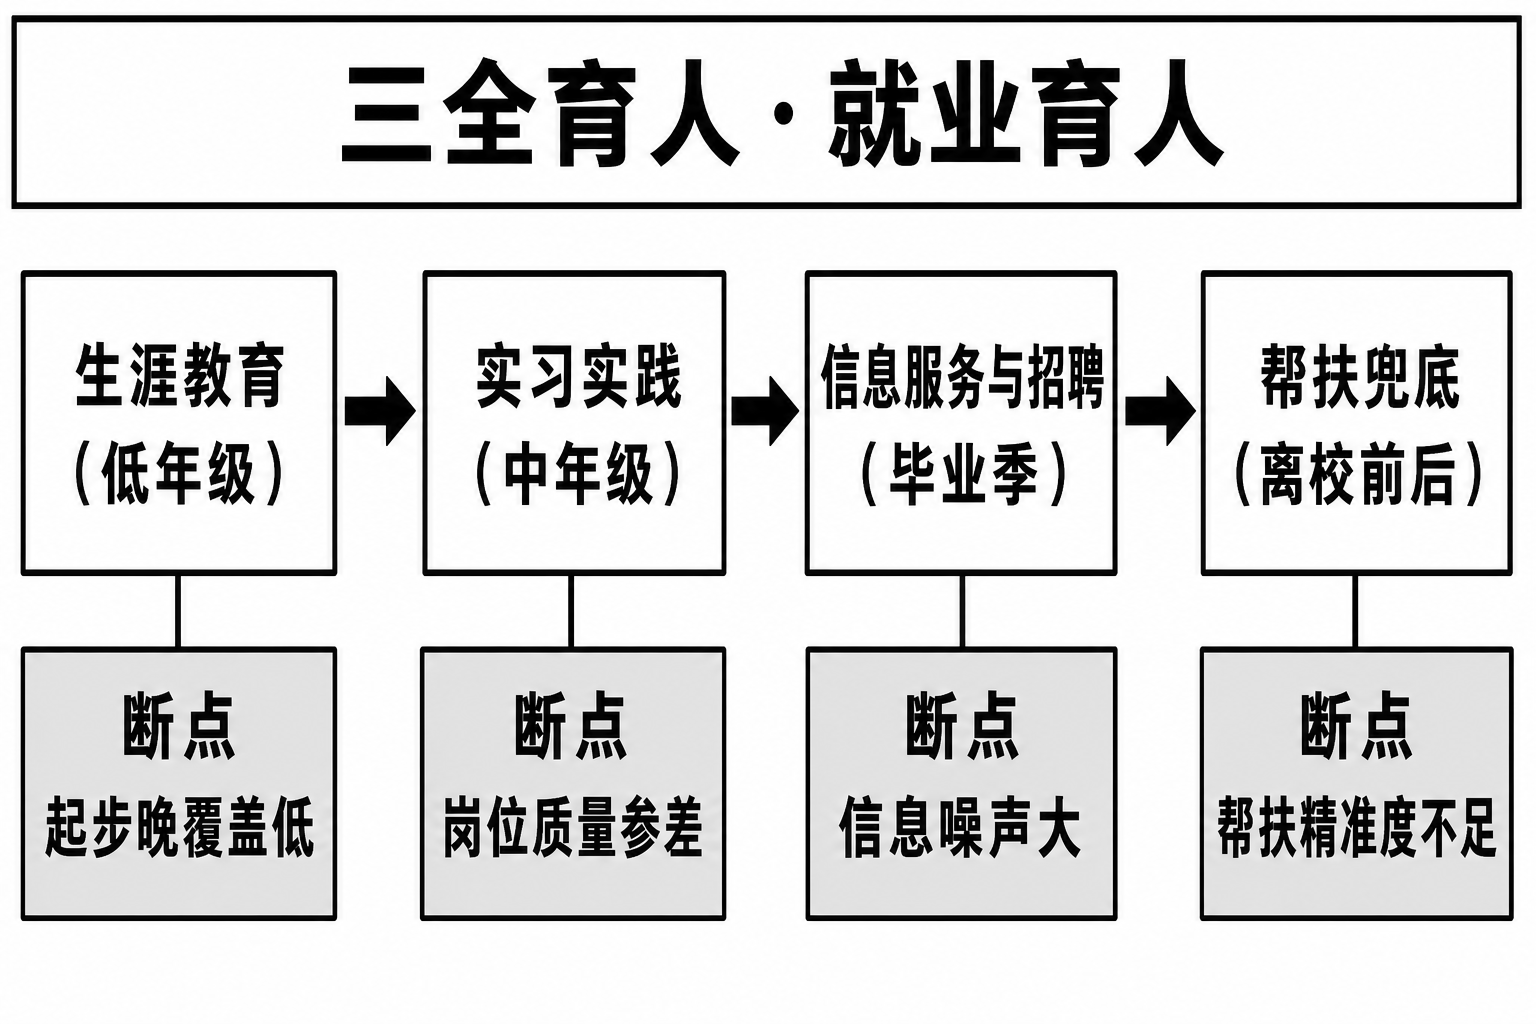 三全育人·就业育人
生涯教育
（低年级）
实习实践
（中年级）
信息服务与招聘
（毕业季）
帮扶兜底
（离校前后）
断点
起步晚覆盖低
断点
岗位质量参差
断点
信息噪声大
断点
帮扶精准度不足